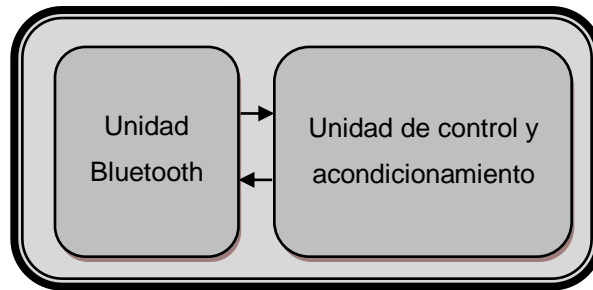 Unidad
Bluetooth
Unidad de control y
acondicionamiento